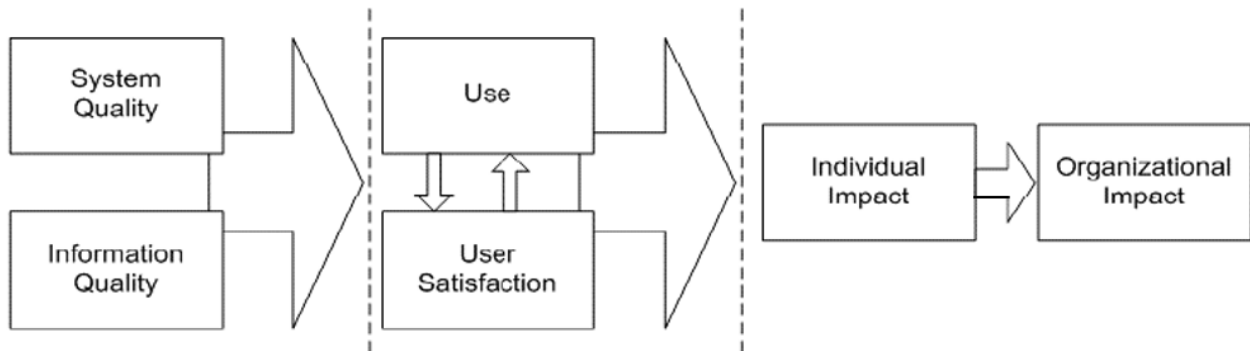 System
Quality
Information
Quality
Use
User
Satisfaction
Individual
Impact
Organizational
Impact